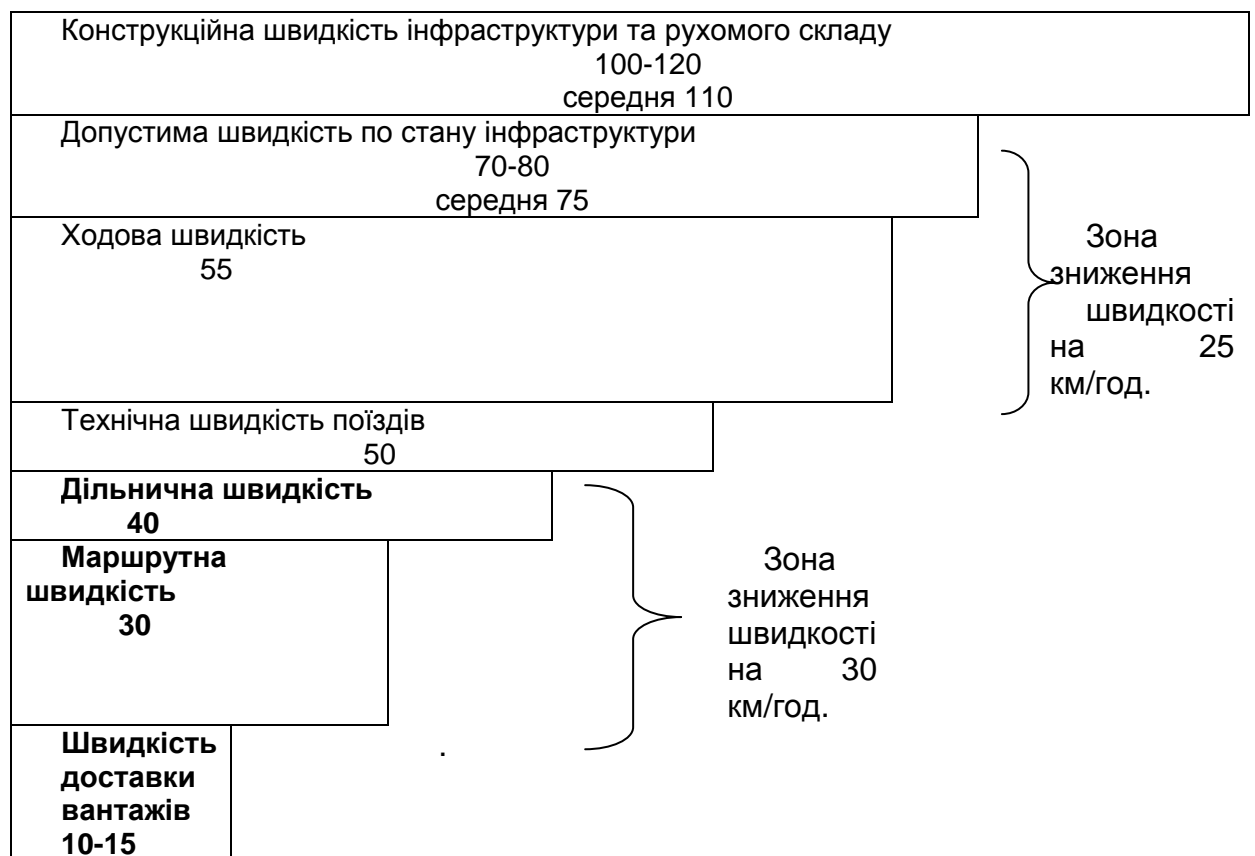 Конструкційна швидкість інфраструктури та рухомого складу
100-120
середня 110
Допустима швидкість по стану інфраструктури
70-80
середня 75
Ходова швидкість
55
Зона
зниження
швидкості
на 25
км/год.
Технічна швидкість поїздів
50
Дільнична швидкість
40
Маршрутна
швидкість
30
Зона
зниження
швидкості
на 30
км/год.
Швидкість
доставки
вантажів
10-15
.